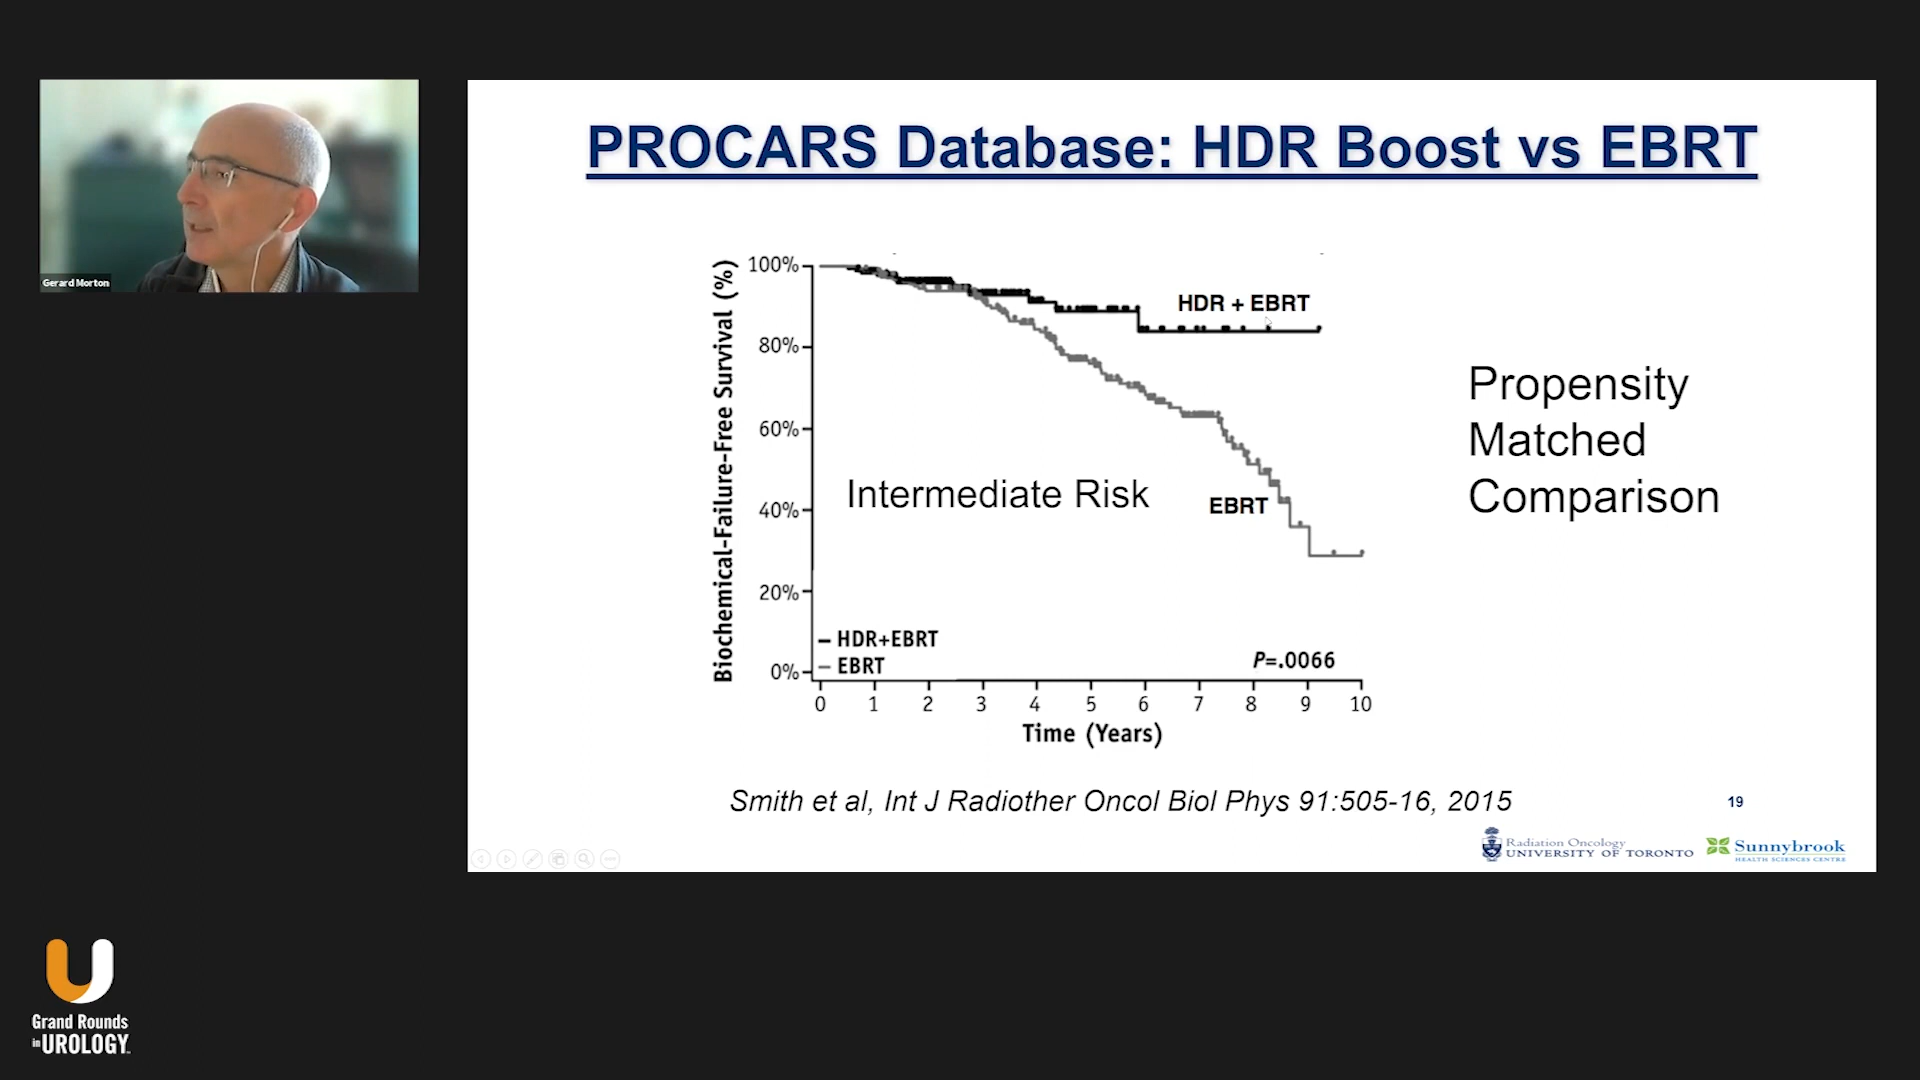 PROCARS Database: HDR Boost vs EBRT
Gerard Morton
Biochemical-Failure-Free Survival (%)
100%
80%
60%
40%
20%
0%
HDR + EBRT
EBRT
Intermediate Risk
HDR+EBRT
EBRT
P=.0066
0 1 2 3 4 5 6 7 8 9 10
Time (Years)
Propensity
Matched
Comparison
Smith et al, Int J Radiother Oncol Biol Phys 91:505-16, 2015
19
Radiation Oncology
UNIVERSITY OF TORONTO
Sunnybrook
HEALTH SCIENCES CENTRE
Grand Rounds
in UROLOGY